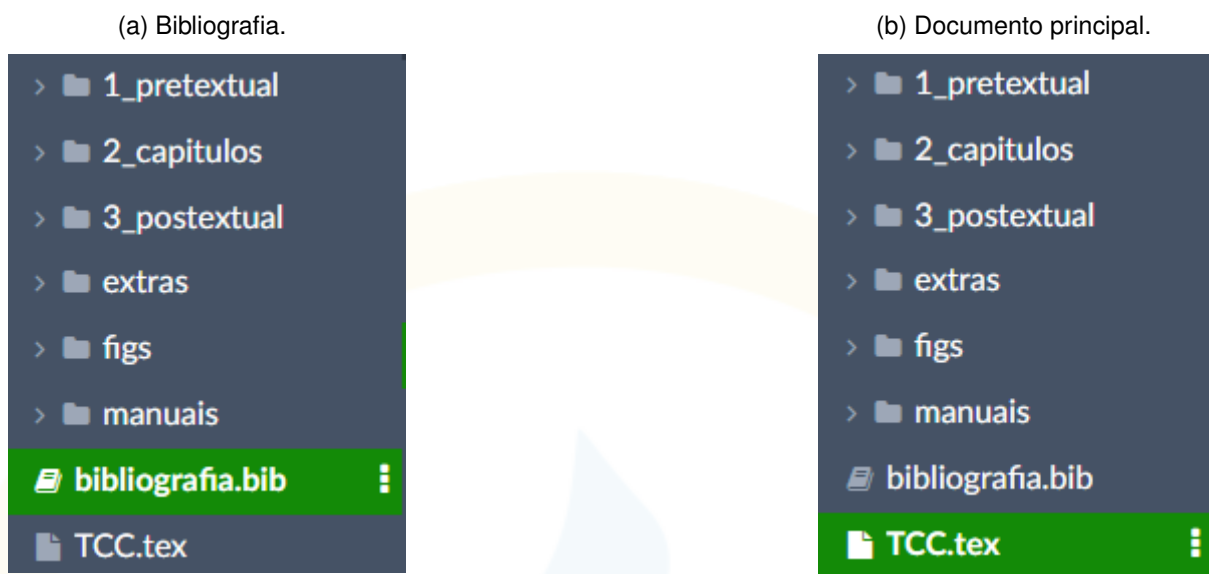 (a) Bibliografia.
1_pretextual
2_capitulos
3_postextual
extras
figs
manuais
bibliografia.bib
TCC.tex
(b) Documento principal.
1_pretextual
2_capitulos
3_postextual
extras
figs
manuais
bibliografia.bib
TCC.tex